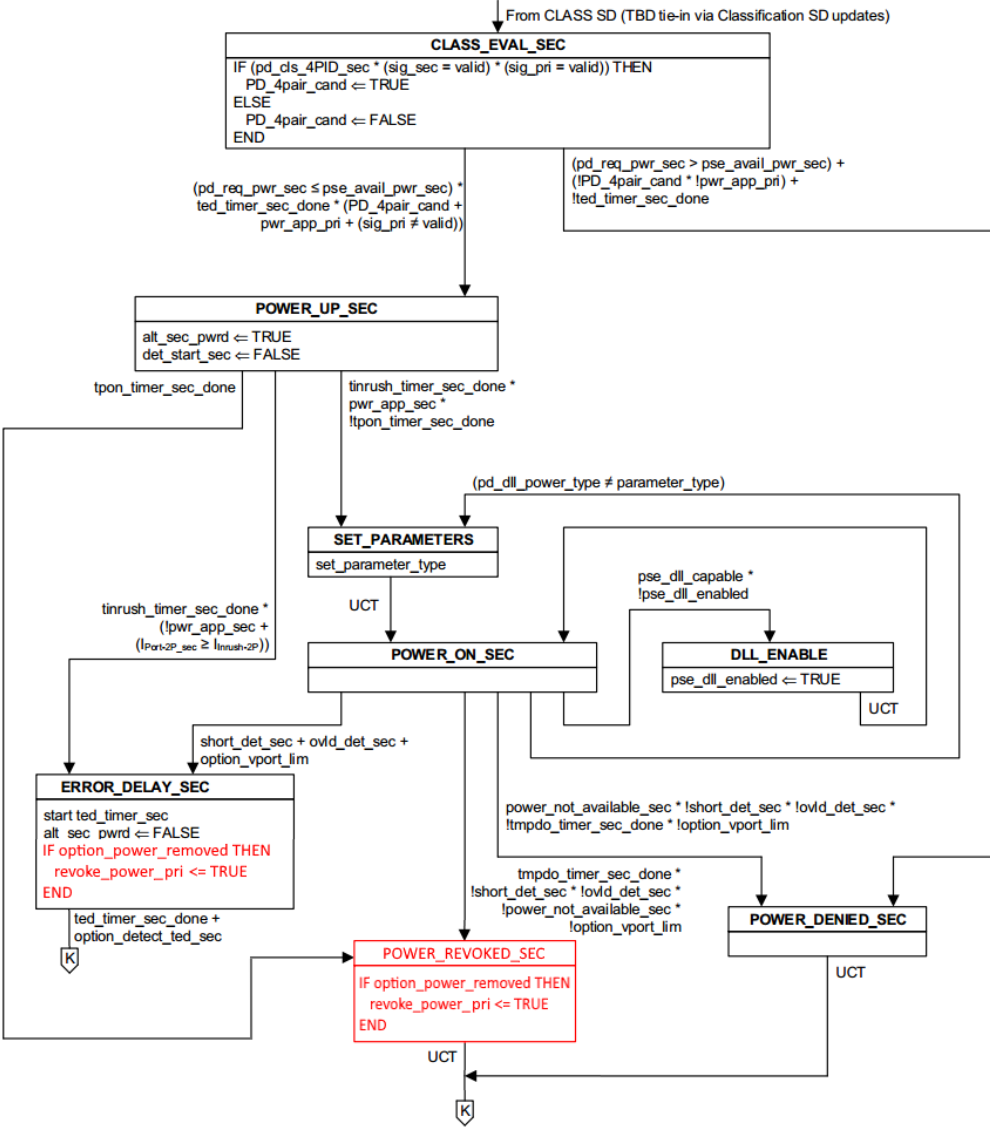 From CLASS SD (TBD tie-in via Classification SD updates)
CLASS_EVAL_SEC
IF (pd_cls_4PID_sec * (sig_sec = valid) * (sig_pri = valid)) THEN
PD_4pair_cand ⇐ TRUE
ELSE
PD_4pair_cand ⇐ FALSE
END
(pd_req_pwr_sec ≤ pse_avail_pwr_sec) *
ted_timer_sec_done * (PD_4pair_cand +
pwr_app_pri + (sig_pri ≠ valid))
(pd_req_pwr_sec > pse_avail_pwr_sec) +
(!PD_4pair_cand * !pwr_app_pri) +
!ted_timer_sec_done
POWER_UP_SEC
alt_sec_pwrd ⇐ TRUE
det_start_sec ⇐ FALSE
tpon_timer_sec_done
tinrush_timer_sec_done *
pwr_app_sec *
!tpon_timer_sec_done
(pd_dll_power_type ≠ parameter_type)
SET_PARAMETERS
set_parameter_type
UCT
pse_dll_capable *
!pse_dll_enabled
tinrush_timer_sec_done *
(!pwr_app_sec +
(IPort-2P_sec ≥ IInrush-2P))
POWER_ON_SEC
DLL_ENABLE
pse_dll_enabled ⇐ TRUE
UCT
short_det_sec + ovld_det_sec +
option_vport_lim
ERROR_DELAY_SEC
start ted_timer_sec
alt_sec_pwrd ⇐ FALSE
IF option_power_removed THEN
revoke_power_pri <= TRUE
END
power_not_available_sec * !short_det_sec * !ovld_det_sec *
!tmpdo_timer_sec_done * !option_vport_lim
tmpdo_timer_sec_done *
!short_det_sec * !ovld_det_sec *
!power_not_available_sec *
!option_vport_lim
ted_timer_sec_done +
option_detect_ted_sec
K
POWER_DENIED_SEC
UCT
POWER_REVOKED_SEC
IF option_power_removed THEN
revoke_power_pri <= TRUE
END
UCT
K